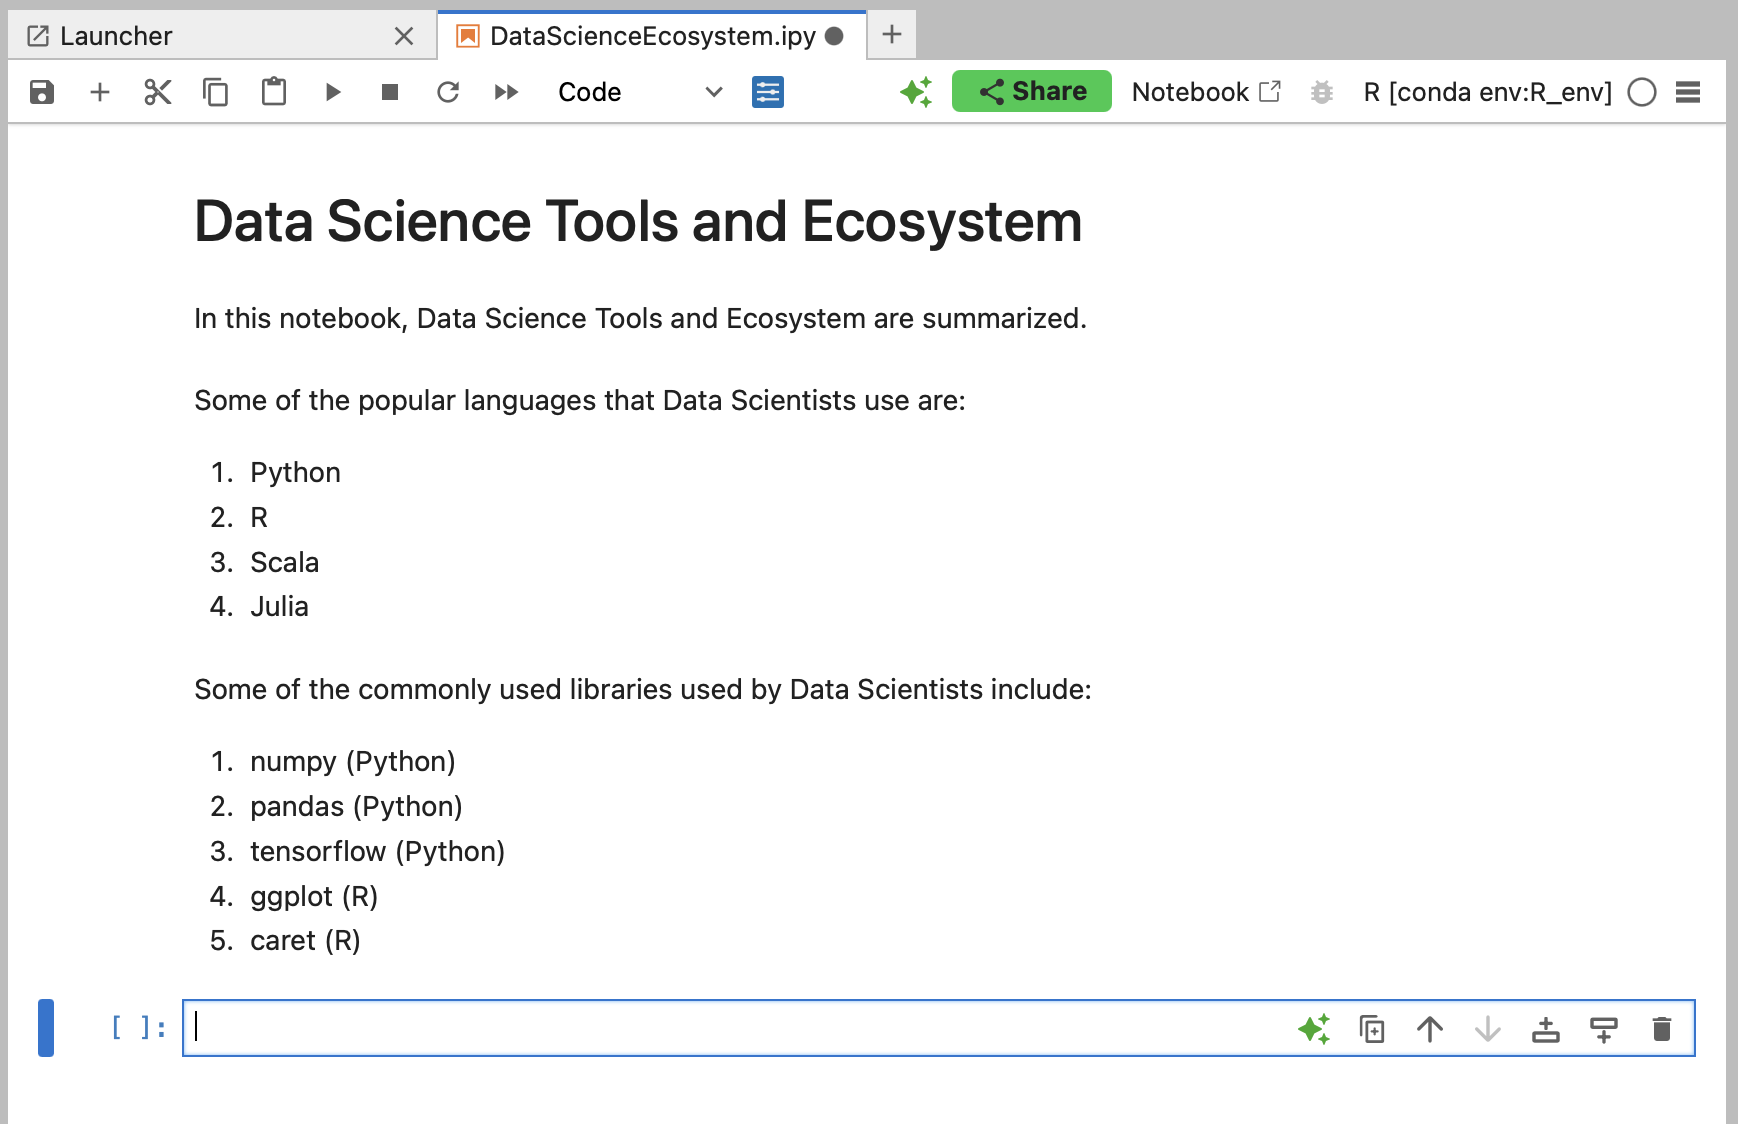 Launcher
DataScienceEcosystem.ipy
Code
Share
Notebook
R [conda env:R_env]
Data Science Tools and Ecosystem
In this notebook, Data Science Tools and Ecosystem are summarized.
Some of the popular languages that Data Scientists use are:
1. Python
2. R
3. Scala
4. Julia
Some of the commonly used libraries used by Data Scientists include:
1. numpy (Python)
2. pandas (Python)
3. tensorflow (Python)
4. ggplot (R)
5. caret (R)
[ ]: